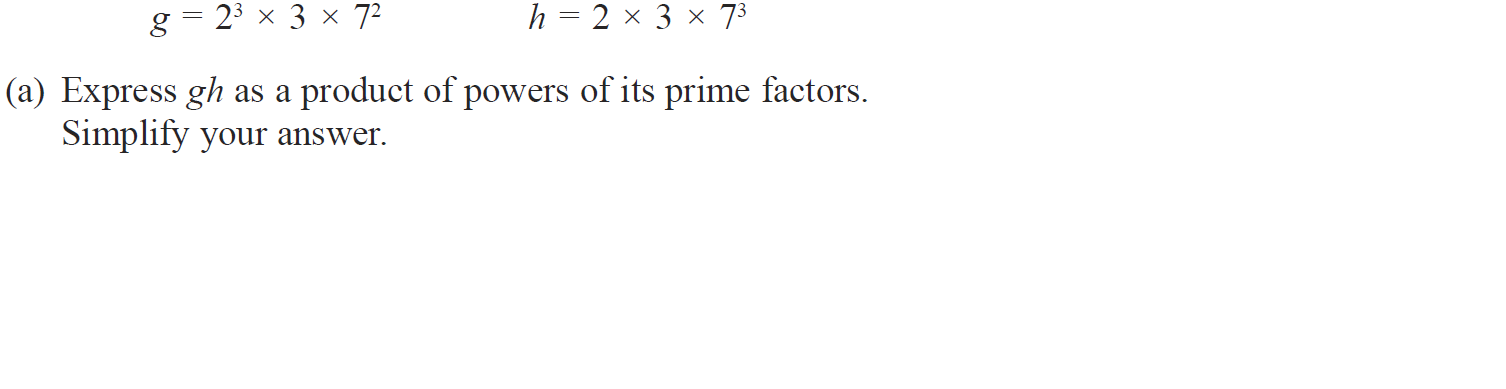 g = 2³ × 3 × 7² h = 2 × 3 × 7³
(a) Express gh as a product of powers of its prime factors.
Simplify your answer.